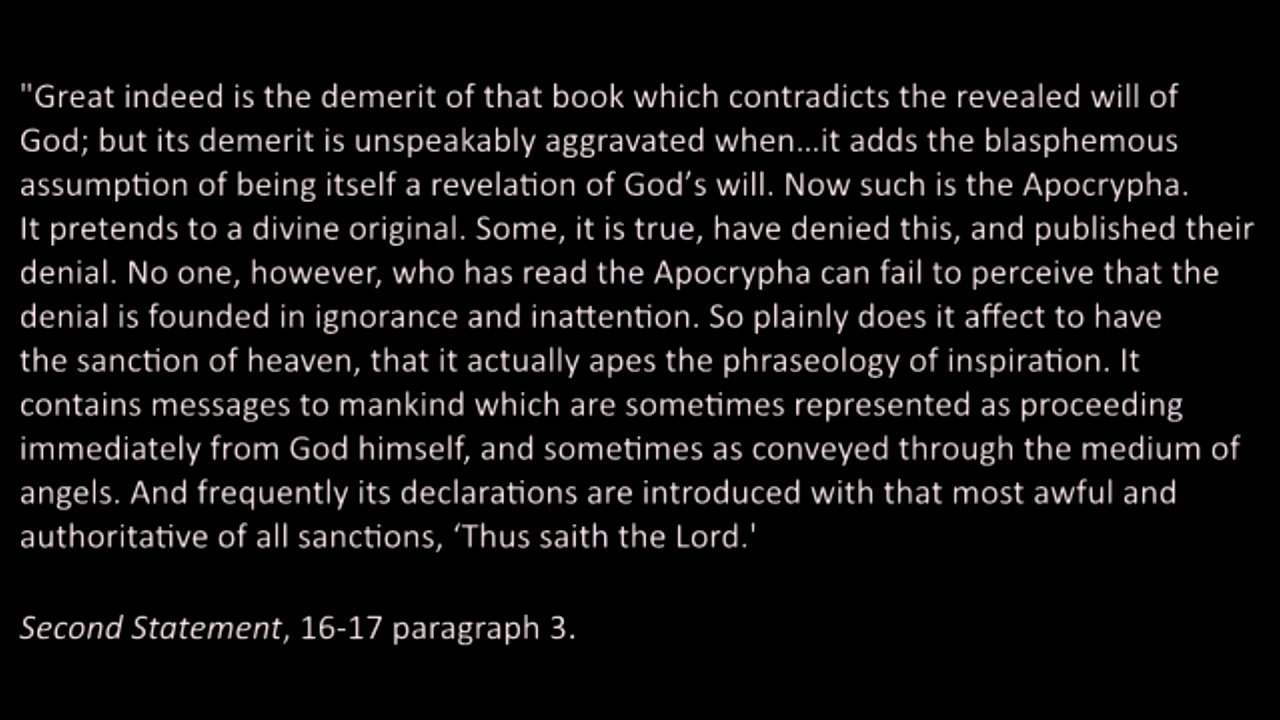 "Great indeed is the demerit of that book which contradicts the revealed will of
God; but its demerit is unspeakably aggravated when...it adds the blasphemous
assumption of being itself a revelation of God’s will. Now such is the Apocrypha.
It pretends to a divine original. Some, it is true, have denied this, and published their
denial. No one, however, who has read the Apocrypha can fail to perceive that the
denial is founded in ignorance and inattention. So plainly does it affect to have
the sanction of heaven, that it actually apes the phraseology of inspiration. It
contains messages to mankind which are sometimes represented as proceeding
immediately from God himself, and sometimes as conveyed through the medium of
angels. And frequently its declarations are introduced with that most awful and
authoritative of all sanctions, ‘Thus saith the Lord.'
Second Statement, 16-17 paragraph 3.